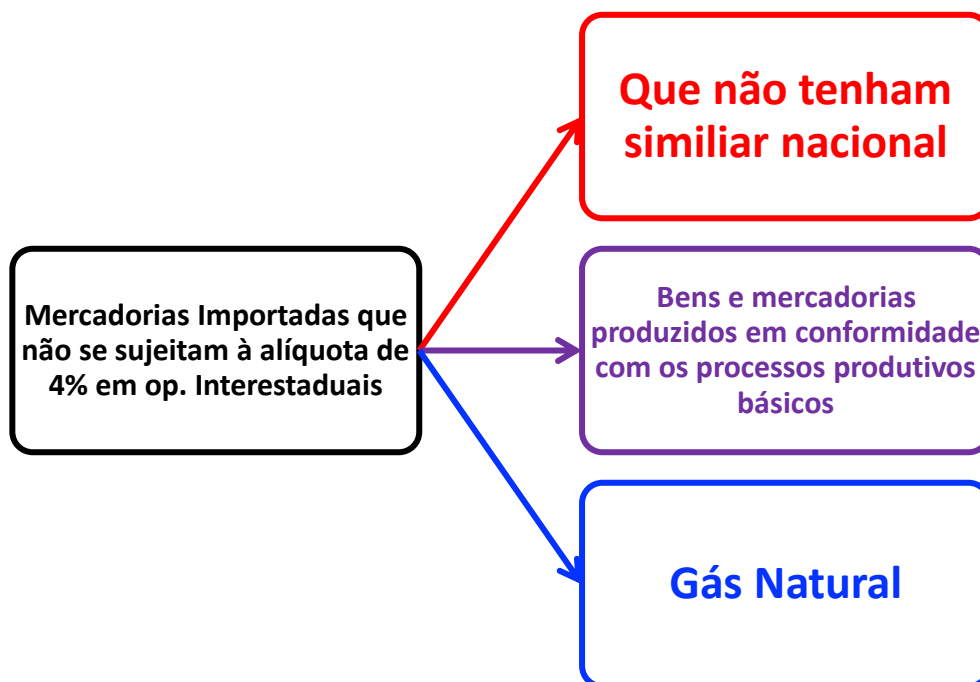 Que não tenham
similiar nacional
Mercadorias Importadas que
não se sujeitam à alíquota de
4% em op. Interestaduais
Bens e mercadorias
produzidos em conformidade
com os processos produtivos
básicos
Gás Natural